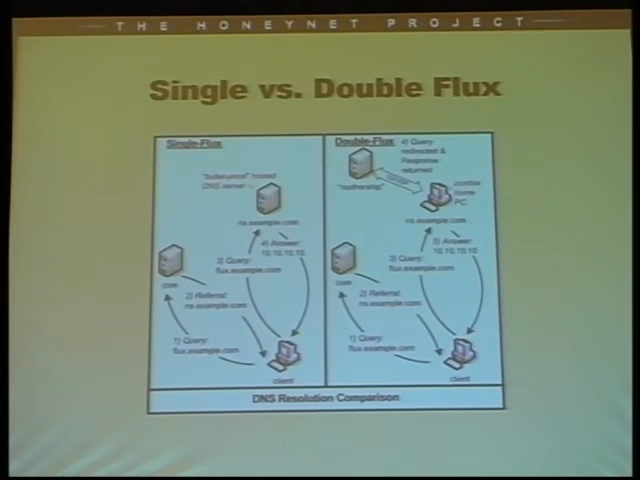 THE HONEYNET PROJECT
Single vs. Double Flux
Single-Flux
"bullet-proof" hosted
DNS server
ns.example.com
4) Answer:
10.10.10.10
3) Query:
flux.example.com
com
2) Referral:
ns.example.com
1) Query:
flux.example.com
client
Double-Flux
4) Query
redirected &
Response
returned
"mothership"
zombie
home
PC
ns.example.com
5) Answer:
10.10.10.10
3) Query:
flux.example.com
com
2) Referral:
ns.example.com
1) Query:
flux.example.com
client
DNS Resolution Comparison